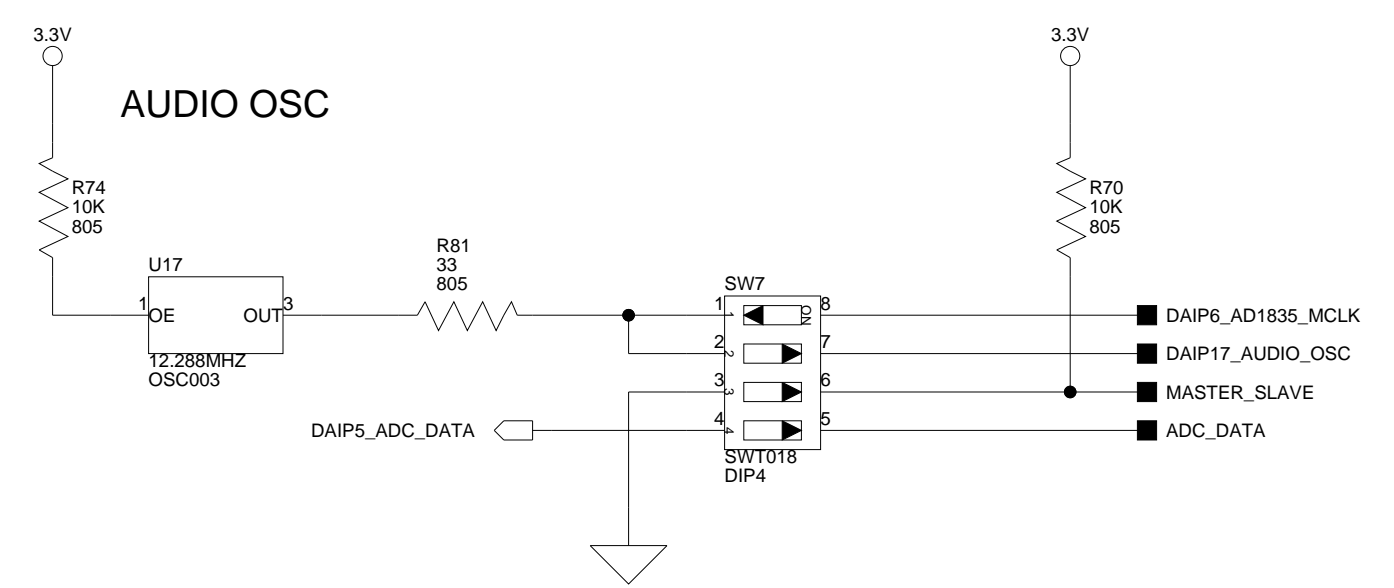 3.3V
3.3V
AUDIO OSC
R74
10K
805
R70
10K
805
R81
33
805
U17
1
OE
OUT
3
12.288MHZ
OSC003
SW7
1
1
ON
8
DAIP6_AD1835_MCLK
2
2
7
DAIP17_AUDIO_OSC
3
3
6
MASTER_SLAVE
DAIP5_ADC_DATA
4
4
5
ADC_DATA
SWT018
DIP4